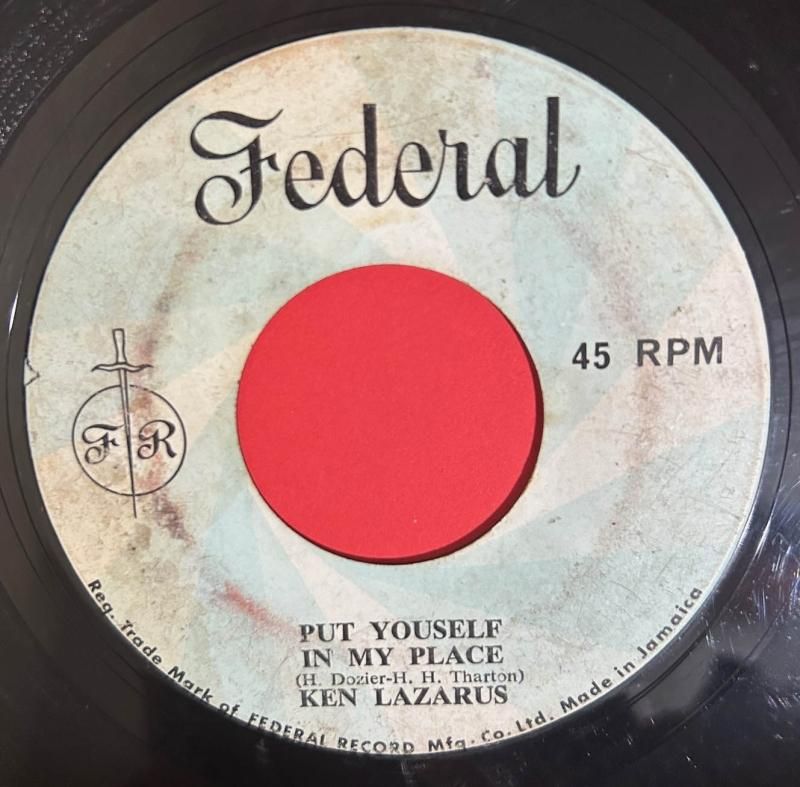 Federal
45 RPM
F R
PUT YOUSELF
IN MY PLACE
(H. Dozier-H. H. Tharton)
KEN LAZARUS
Reg. Trade Mark of FEDERAL RECORD Mfg. Co. Ltd. Made in Jamaica